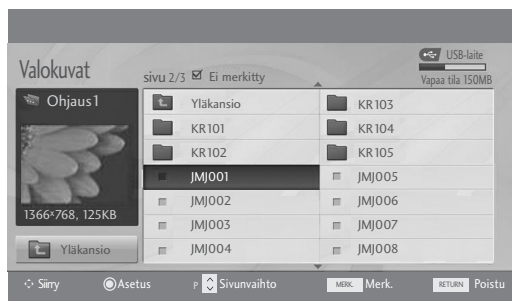 USB-laite
Valokuvat
sivu 2/3 Ei merkitty
Vapaa tila 150MB
Ohjaus1
Yläkansio
KR103
KR101
KR104
KR102
KR105
JMJ001
JMJ005
JMJ002
JMJ006
1366*768, 125KB
JMJ003
JMJ007
Yläkansio
JMJ004
JMJ008
Siirry
Asetus
P Sivunvaihto
MERK. Merk.
RETURN Poistu